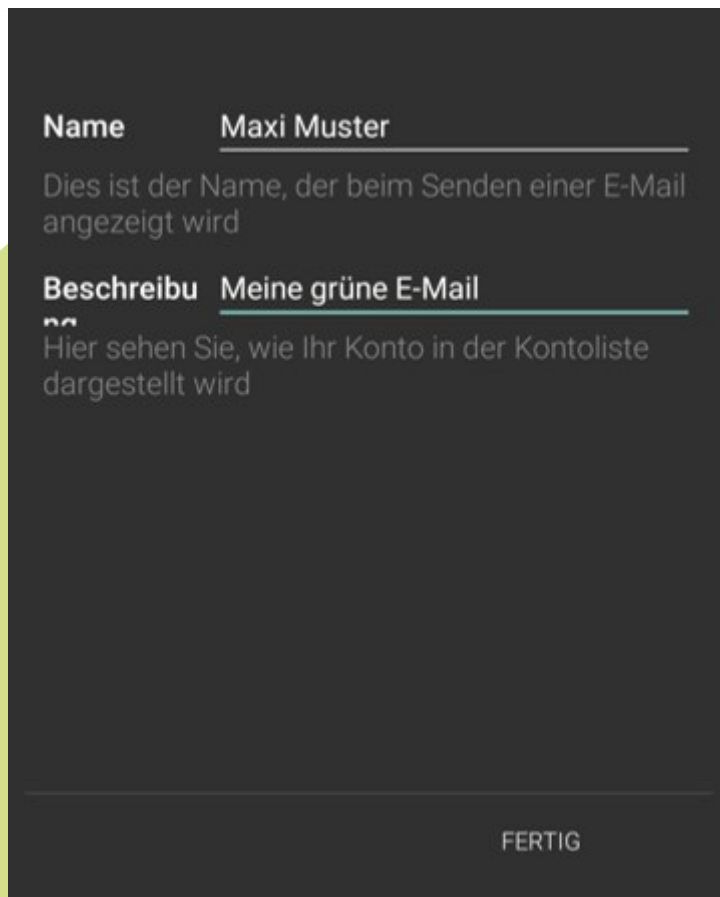 Name Maxi Muster
Dies ist der Name, der beim Senden einer E-Mail
angezeigt wird
Beschreibu Meine grüne E-Mail
ng
Hier sehen Sie, wie Ihr Konto in der Kontoliste
dargestellt wird
FERTIG